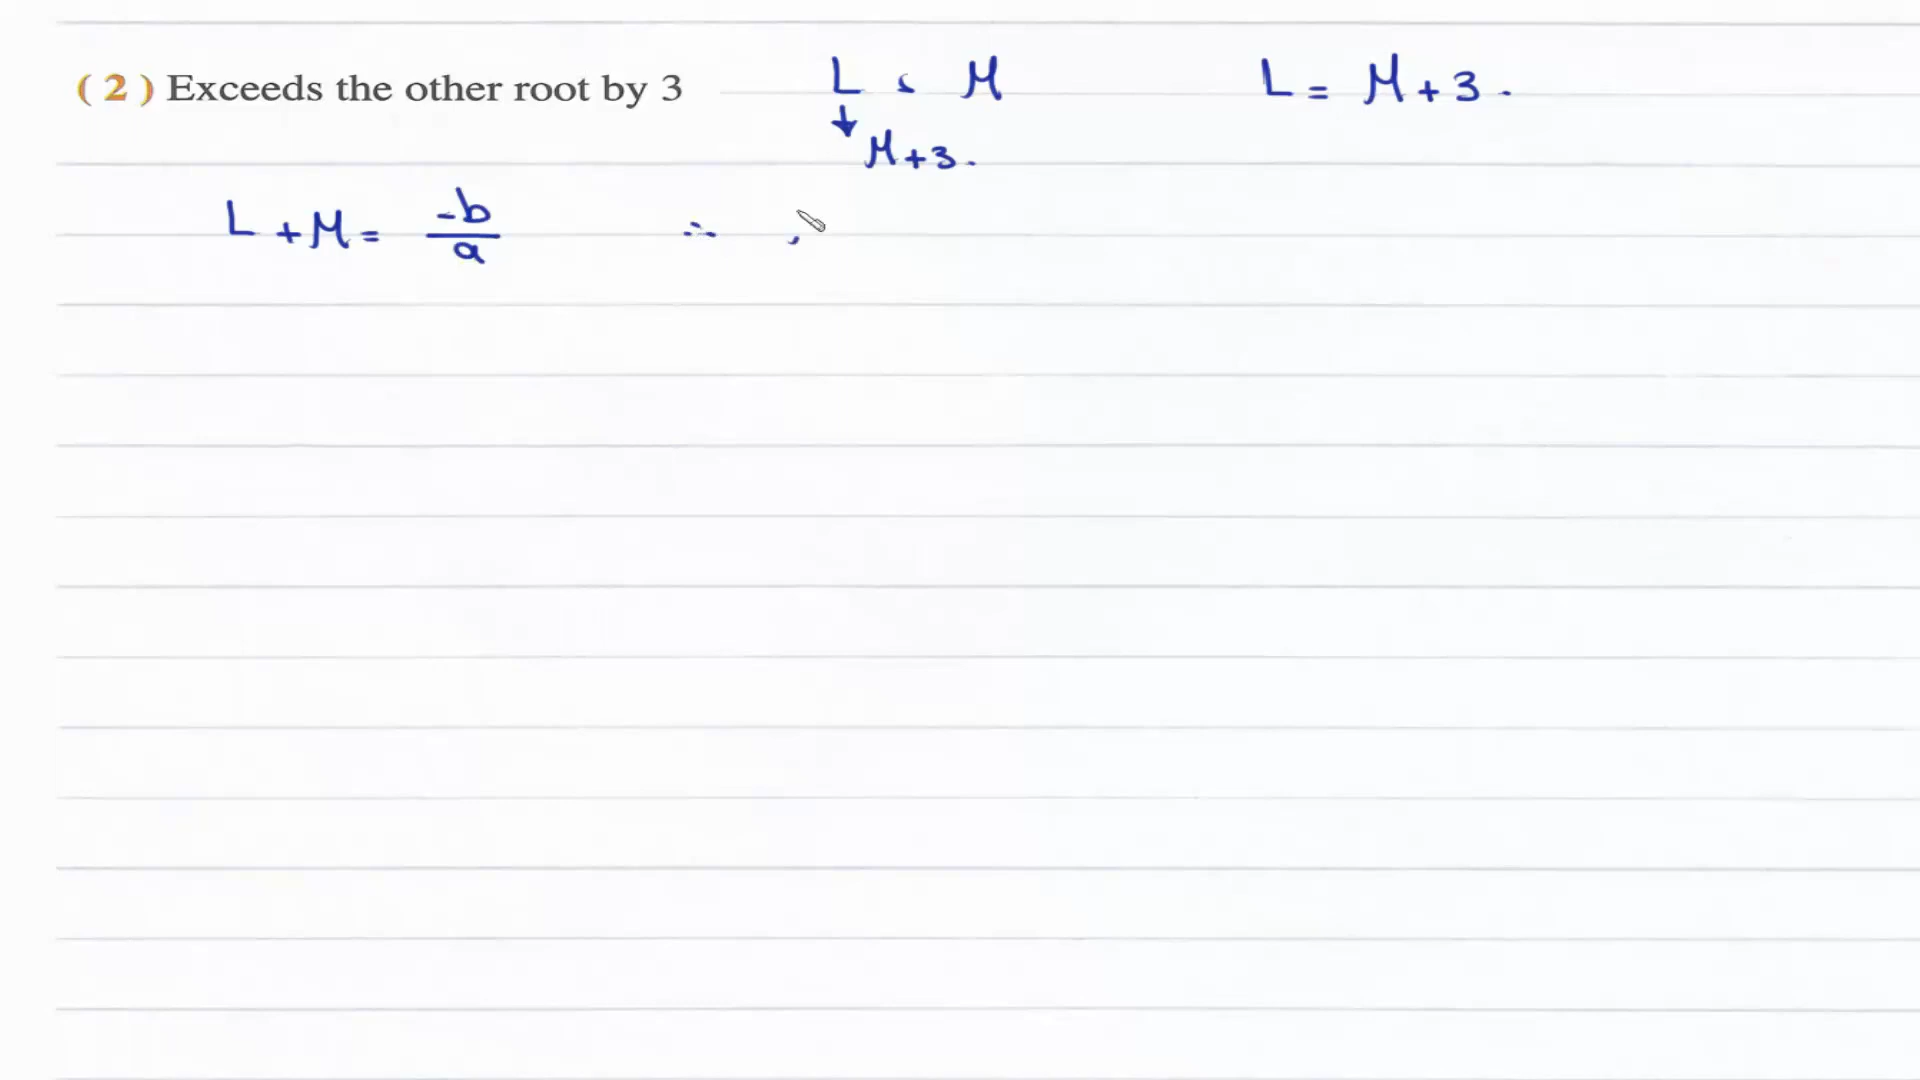 ( 2 ) Exceeds the other root by 3 L , M L = M + 3 .
↓ M + 3 .
L + M = -b/a ∴